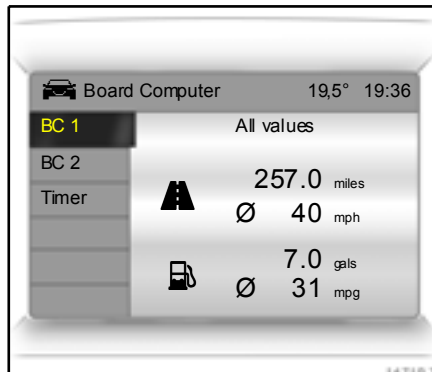 Board Computer 19,5° 19:36
BC 1 All values
BC 2
257.0 miles
Timer
Ø 40 mph
7.0 gals
Ø 31 mpg